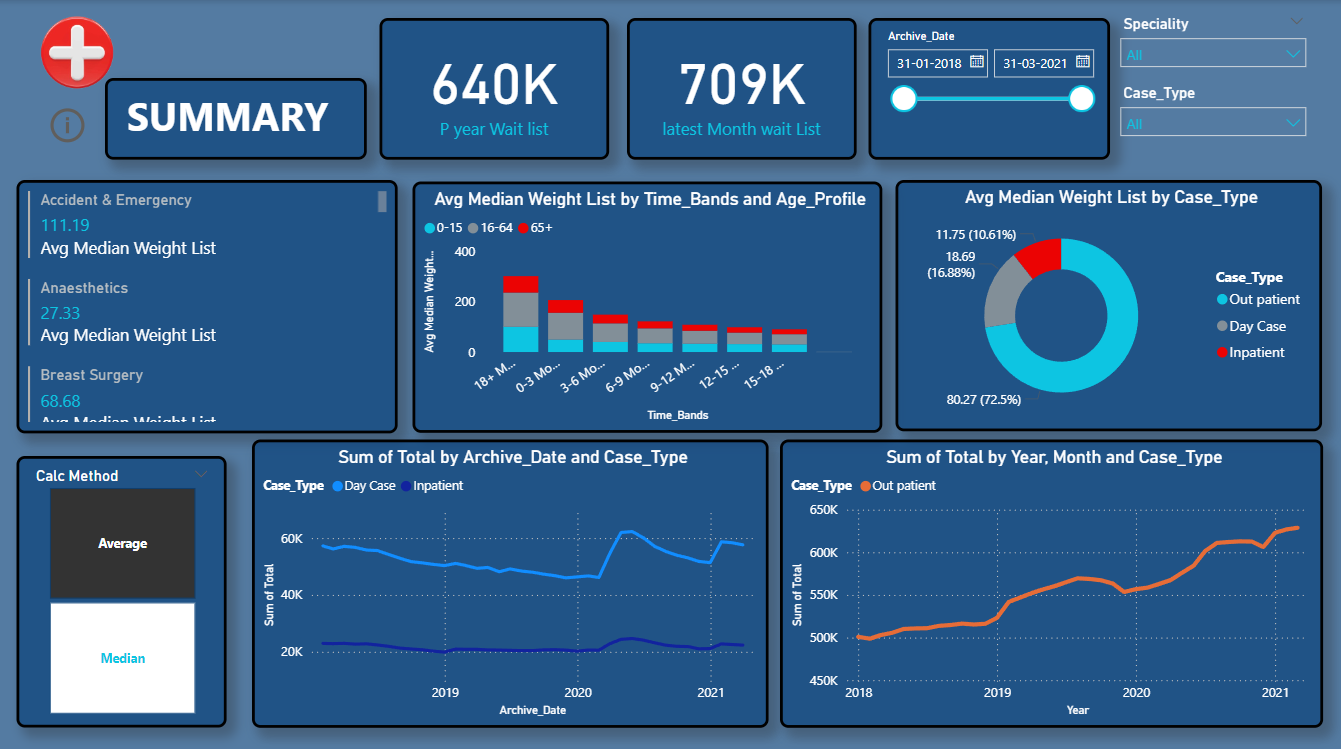 SUMMARY
640K
P year Wait list
709K
latest Month wait List
Archive_Date
31-01-2018
31-03-2021
Speciality
All
Case_Type
All
Accident & Emergency
111.19
Avg Median Weight List
Anaesthetics
27.33
Avg Median Weight List
Breast Surgery
68.68
Avg Median Weight List
Avg Median Weight List by Time_Bands and Age_Profile
0-15 16-64 65+
Avg Median Weight...
400
200
0
18+ M...
0-3 Mo...
3-6 Mo...
6-9 Mo...
9-12 M...
12-15 ...
15-18 ...
Time_Bands
Avg Median Weight List by Case_Type
11.75 (10.61%)
18.69
(16.88%)
80.27 (72.5%)
Case_Type
Out patient
Day Case
Inpatient
Calc Method
Average
Median
Sum of Total by Archive_Date and Case_Type
Case_Type Day Case Inpatient
Sum of Total
60K
40K
20K
2019
2020
2021
Archive_Date
Sum of Total by Year, Month and Case_Type
Case_Type Out patient
Sum of Total
650K
600K
550K
500K
450K
2018
2019
2020
2021
Year